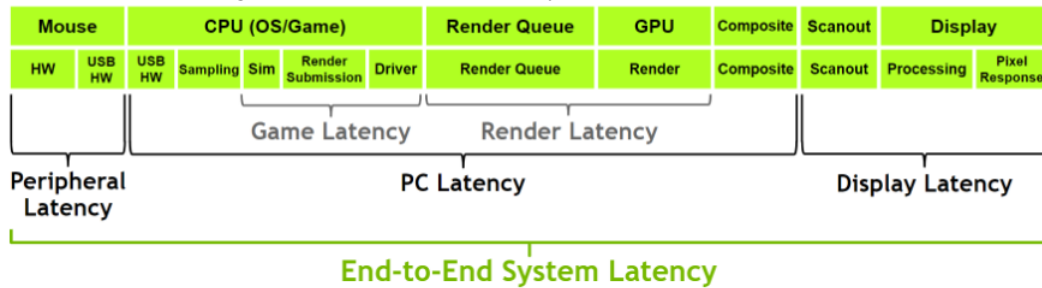 Mouse CPU (OS/Game) Render Queue GPU Composite Scanout Display
HW USB HW USB HW Sampling Sim Render Submission Driver Render Queue Render Composite Scanout Processing Pixel Response
Game Latency Render Latency
Peripheral Latency PC Latency Display Latency
End-to-End System Latency